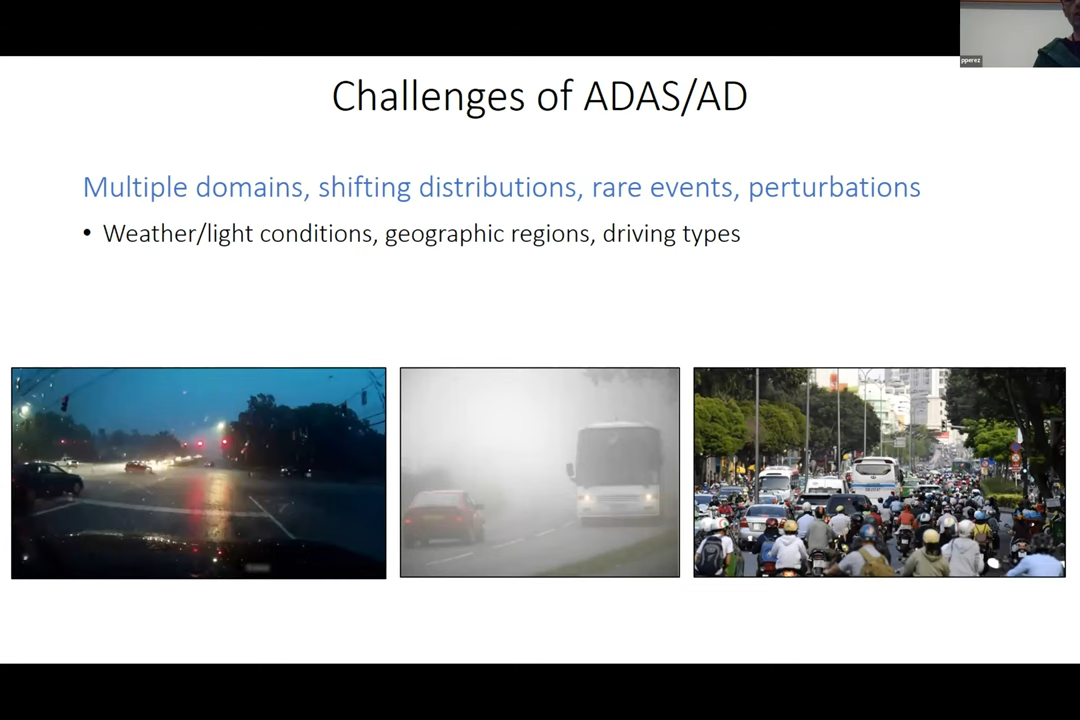 pperez
Challenges of ADAS/AD
Multiple domains, shifting distributions, rare events, perturbations
• Weather/light conditions, geographic regions, driving types